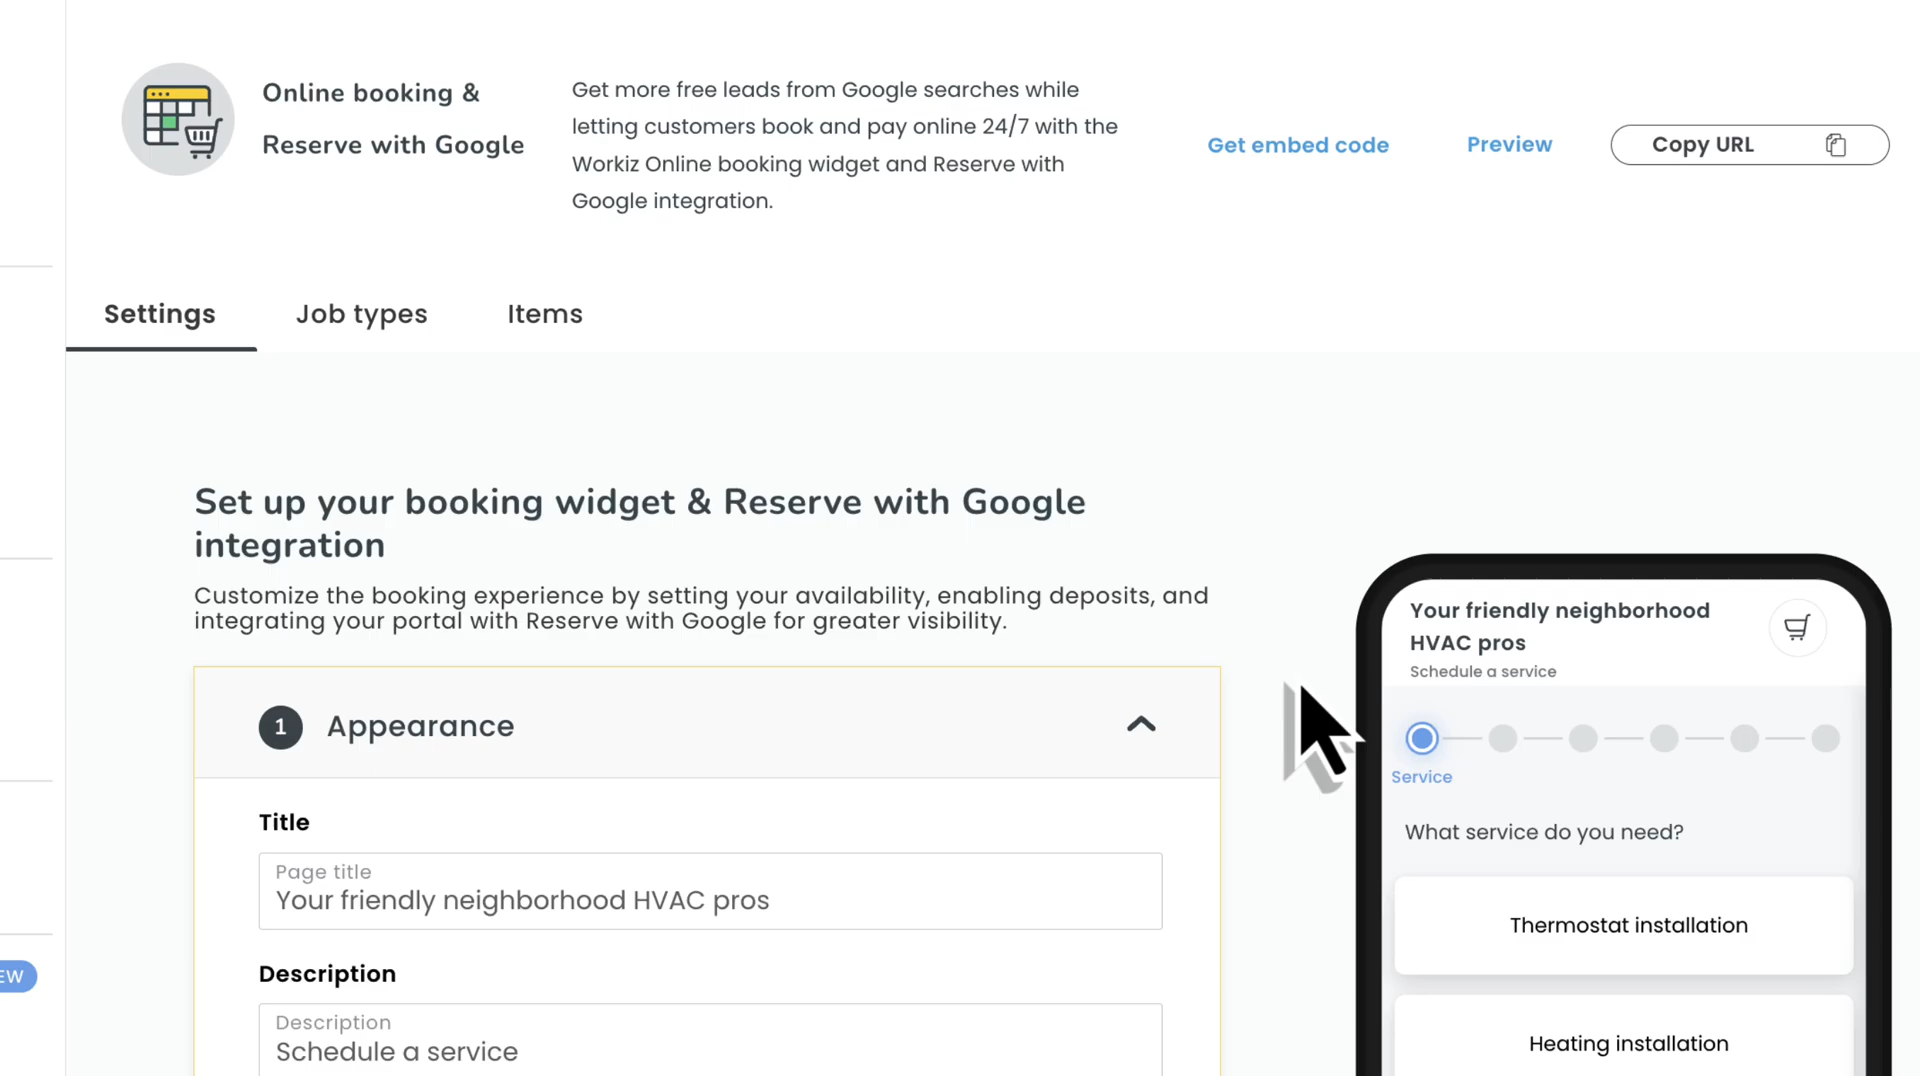 Online booking &
Reserve with Google
Get more free leads from Google searches while
letting customers book and pay online 24/7 with the
Workiz Online booking widget and Reserve with
Google integration.
Get embed code
Preview
Copy URL
Settings
Job types
Items
Set up your booking widget & Reserve with Google
integration
Customize the booking experience by setting your availability, enabling deposits, and
integrating your portal with Reserve with Google for greater visibility.
1 Appearance
Title
Page title
Your friendly neighborhood HVAC pros
Description
Description
Schedule a service
EW
Your friendly neighborhood
HVAC pros
Schedule a service
Service
What service do you need?
Thermostat installation
Heating installation